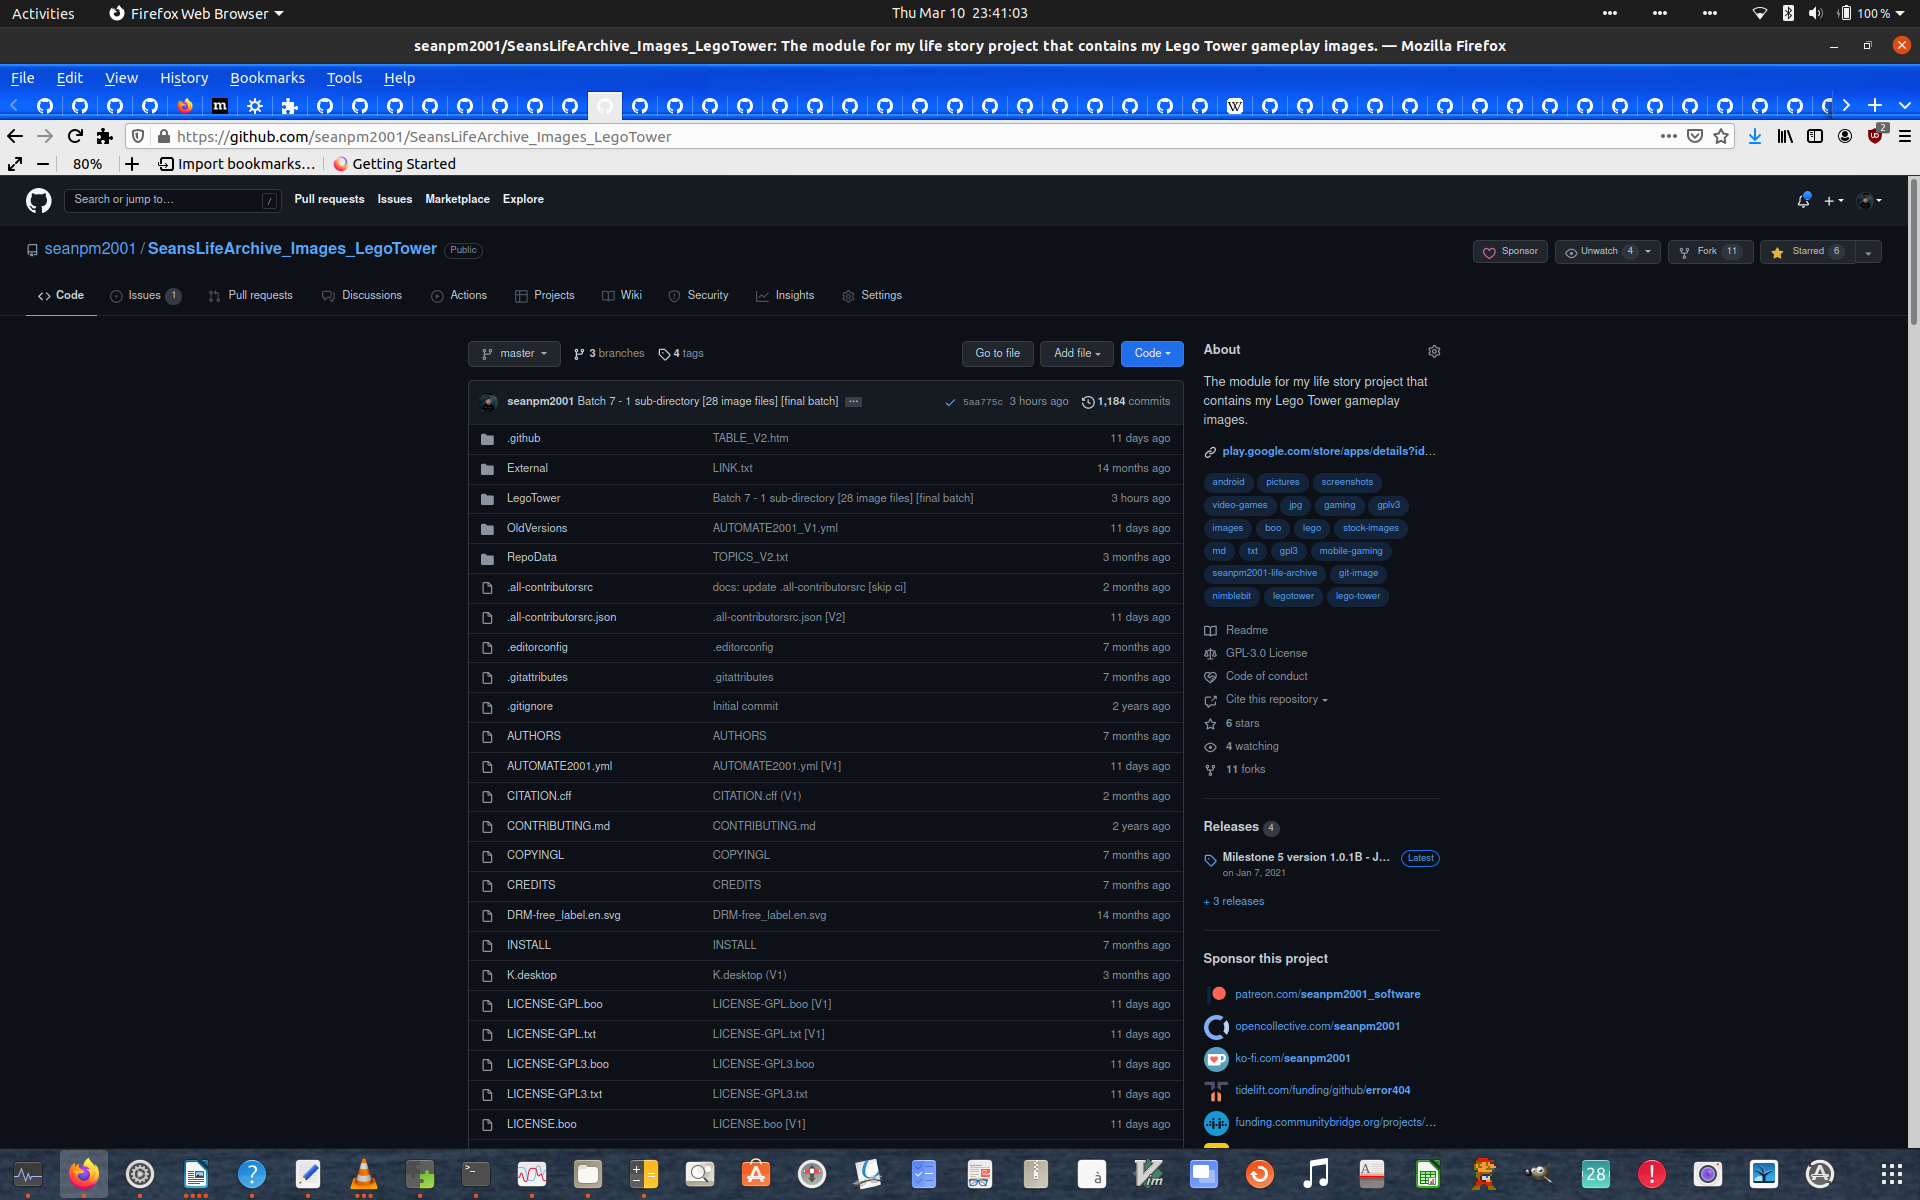 Activities Firefox Web Browser Thu Mar 10 23:41:03 100 %
seanpm2001/SeansLifeArchive_Images_LegoTower: The module for my life story project that contains my Lego Tower gameplay images. — Mozilla Firefox
File Edit View History Bookmarks Tools Help
https://github.com/seanpm2001/SeansLifeArchive_Images_LegoTower 2
80% Import bookmarks… Getting Started
Search or jump to… / Pull requests Issues Marketplace Explore
seanpm2001 / SeansLifeArchive_Images_LegoTower Public Sponsor Unwatch 4 Fork 11 Starred 6
Code Issues 1 Pull requests Discussions Actions Projects Wiki Security Insights Settings
master 3 branches 4 tags Go to file Add file Code
seanpm2001 Batch 7 - 1 sub-directory [28 image files] [final batch] 5aa775c 3 hours ago 1,184 commits
.github TABLE_V2.htm 11 days ago
External LINK.txt 14 months ago
LegoTower Batch 7 - 1 sub-directory [28 image files] [final batch] 3 hours ago
OldVersions AUTOMATE2001_V1.yml 11 days ago
RepoData TOPICS_V2.txt 3 months ago
.all-contributorsrc docs: update .all-contributorsrc [skip ci] 2 months ago
.all-contributorsrc.json .all-contributorsrc.json [V2] 11 days ago
.editorconfig .editorconfig 7 months ago
.gitattributes .gitattributes 7 months ago
.gitignore Initial commit 2 years ago
AUTHORS AUTHORS 7 months ago
AUTOMATE2001.yml AUTOMATE2001.yml [V1] 11 days ago
CITATION.cff CITATION.cff (V1) 2 months ago
CONTRIBUTING.md CONTRIBUTING.md 2 years ago
COPYINGL COPYINGL 7 months ago
CREDITS CREDITS 7 months ago
DRM-free_label.en.svg DRM-free_label.en.svg 14 months ago
INSTALL INSTALL 7 months ago
K.desktop K.desktop (V1) 3 months ago
LICENSE-GPL.boo LICENSE-GPL.boo [V1] 11 days ago
LICENSE-GPL.txt LICENSE-GPL.txt [V1] 11 days ago
LICENSE-GPL3.boo LICENSE-GPL3.boo 11 days ago
LICENSE-GPL3.txt LICENSE-GPL3.txt 11 days ago
LICENSE.boo LICENSE.boo [V1] 11 days ago
About
The module for my life story project that
contains my Lego Tower gameplay
images.
play.google.com/store/apps/details?id…
android pictures screenshots
video-games jpg gaming gplv3
images boo lego stock-images
md txt gpl3 mobile-gaming
seanpm2001-life-archive git-image
nimblebit legotower lego-tower
Readme
GPL-3.0 License
Code of conduct
Cite this repository
6 stars
4 watching
11 forks
Releases 4
Milestone 5 version 1.0.1B - J… Latest
on Jan 7, 2021
+ 3 releases
Sponsor this project
patreon.com/seanpm2001_software
opencollective.com/seanpm2001
ko-fi.com/seanpm2001
tidelift.com/funding/github/error404
funding.communitybridge.org/projects/…
28